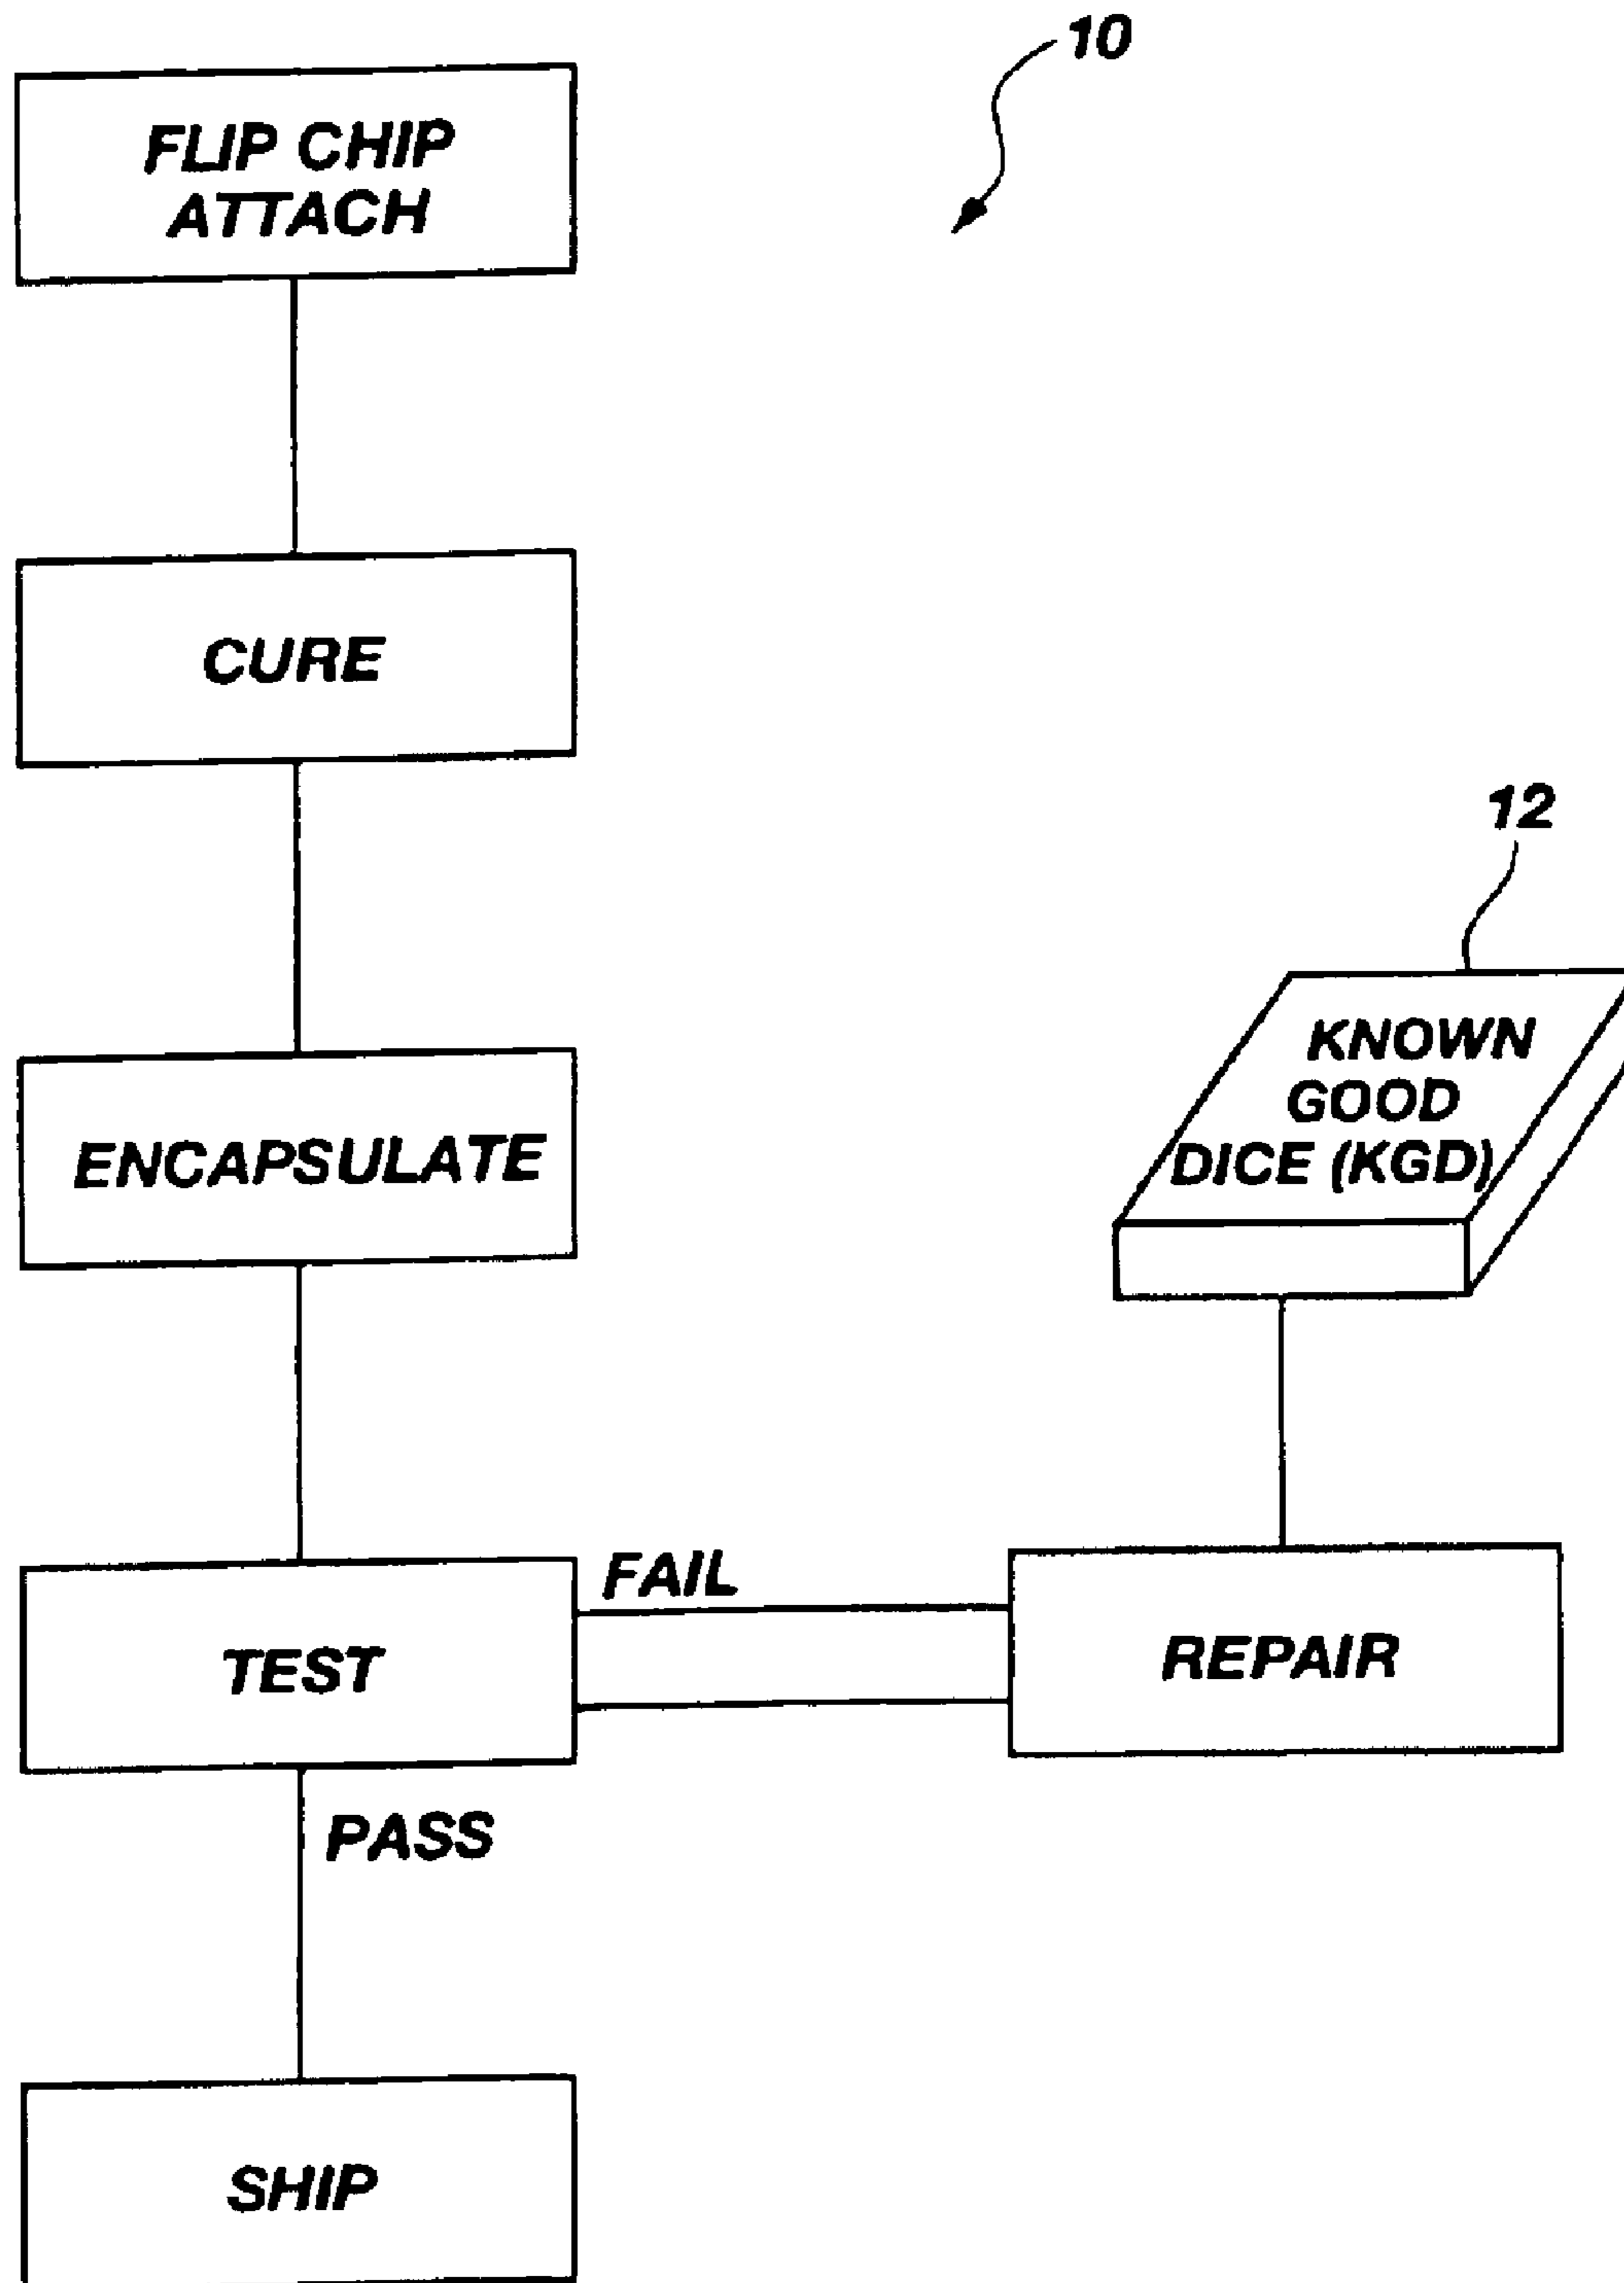 10
FLIP CHIP
ATTACH
CURE
12
KNOWN
GOOD
DICE (KGD)
ENCAPSULATE
FAIL
TEST
REPAIR
PASS
SHIP